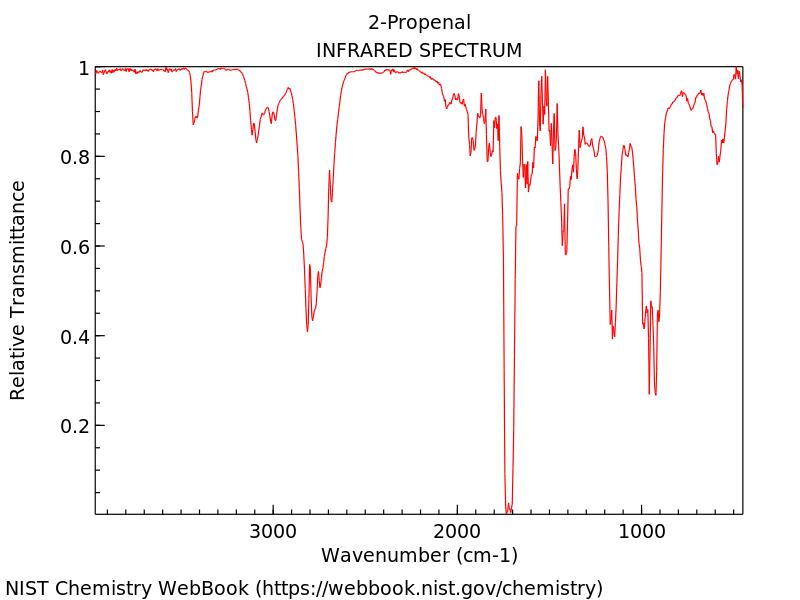 2-Propenal
INFRARED SPECTRUM
1
0.8
0.6
0.4
0.2
Relative Transmittance
3000 2000 1000
Wavenumber (cm-1)
NIST Chemistry WebBook (https://webbook.nist.gov/chemistry)